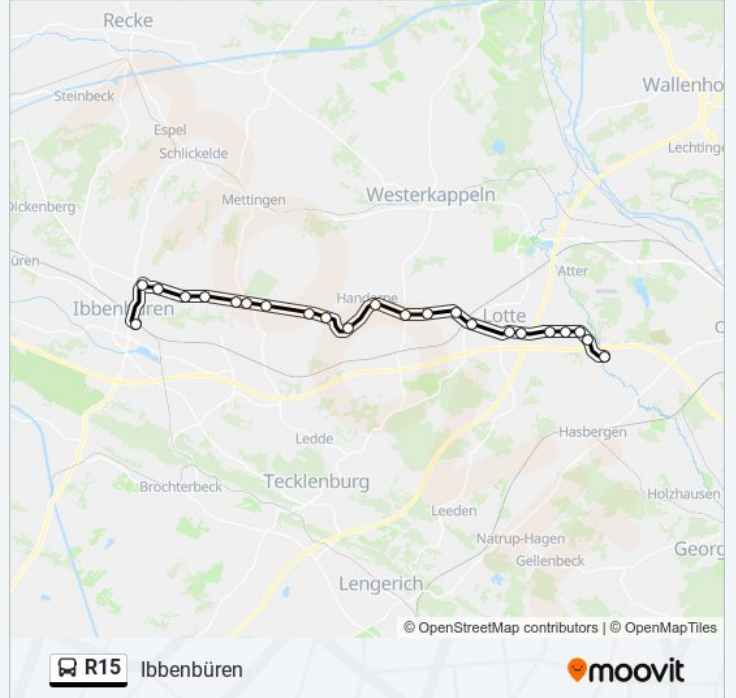 Recke
Wallenho
Steinbeck
Espel
Lechtinge
Schlickelde
Westerkappeln
Mettingen
Dickenberg
üren
Atter
Handarpe
Ibbenbüren
Lotte
O
Hasbergen
Ledde
Tecklenburg
Brochterbeck
Holzhausen
Leeden
Natrup-Hagen
Georg
Gellenbeck
Lengerich
© OpenStreetMap contributors | © OpenMapTiles
R15 Ibbenbüren
moovit